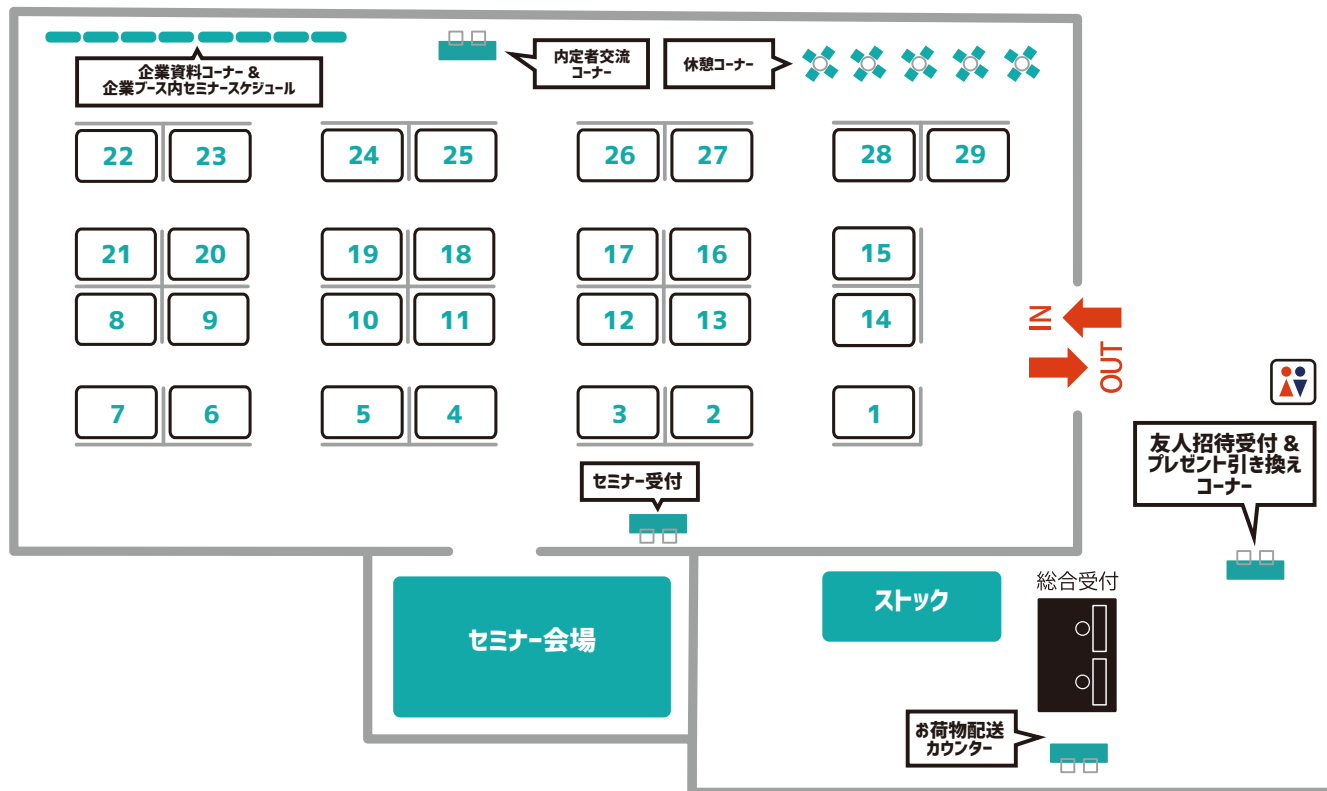 企業資料コーナー &
企業ブース内セミナースケジュール
内定者交流
コーナー
休憩コーナー
22 23 24 25 26 27 28 29
21 20 19 18 17 16 15
8 9 10 11 12 13 14
IN
OUT
7 6 5 4 3 2 1
セミナー受付
友人招待受付 &
プレゼント引き換え
コーナー
セミナー会場
ストック
総合受付
お荷物配送
カウンター